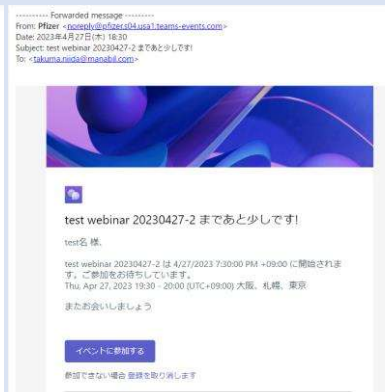 ---------- Forwarded message ---------
From: Pfizer <noreply@pfizer.s04.usa1.teams-events.com>
Date: 2023年4月27日(木) 18:30
Subject: test webinar 20230427-2 まであと少しです!
To: <takuma.niida@manabil.com>
test webinar 20230427-2 まであと少しです!
test名 様、
test webinar 20230427-2 は 4/27/2023 7:30:00 PM +09:00 に開始されま
す。ご参加をお待ちしています。
Thu, Apr 27, 2023 19:30 - 20:00 (UTC+09:00) 大阪、札幌、東京
またお会いしましょう
イベントに参加する
参加できない場合 登録を取り消します